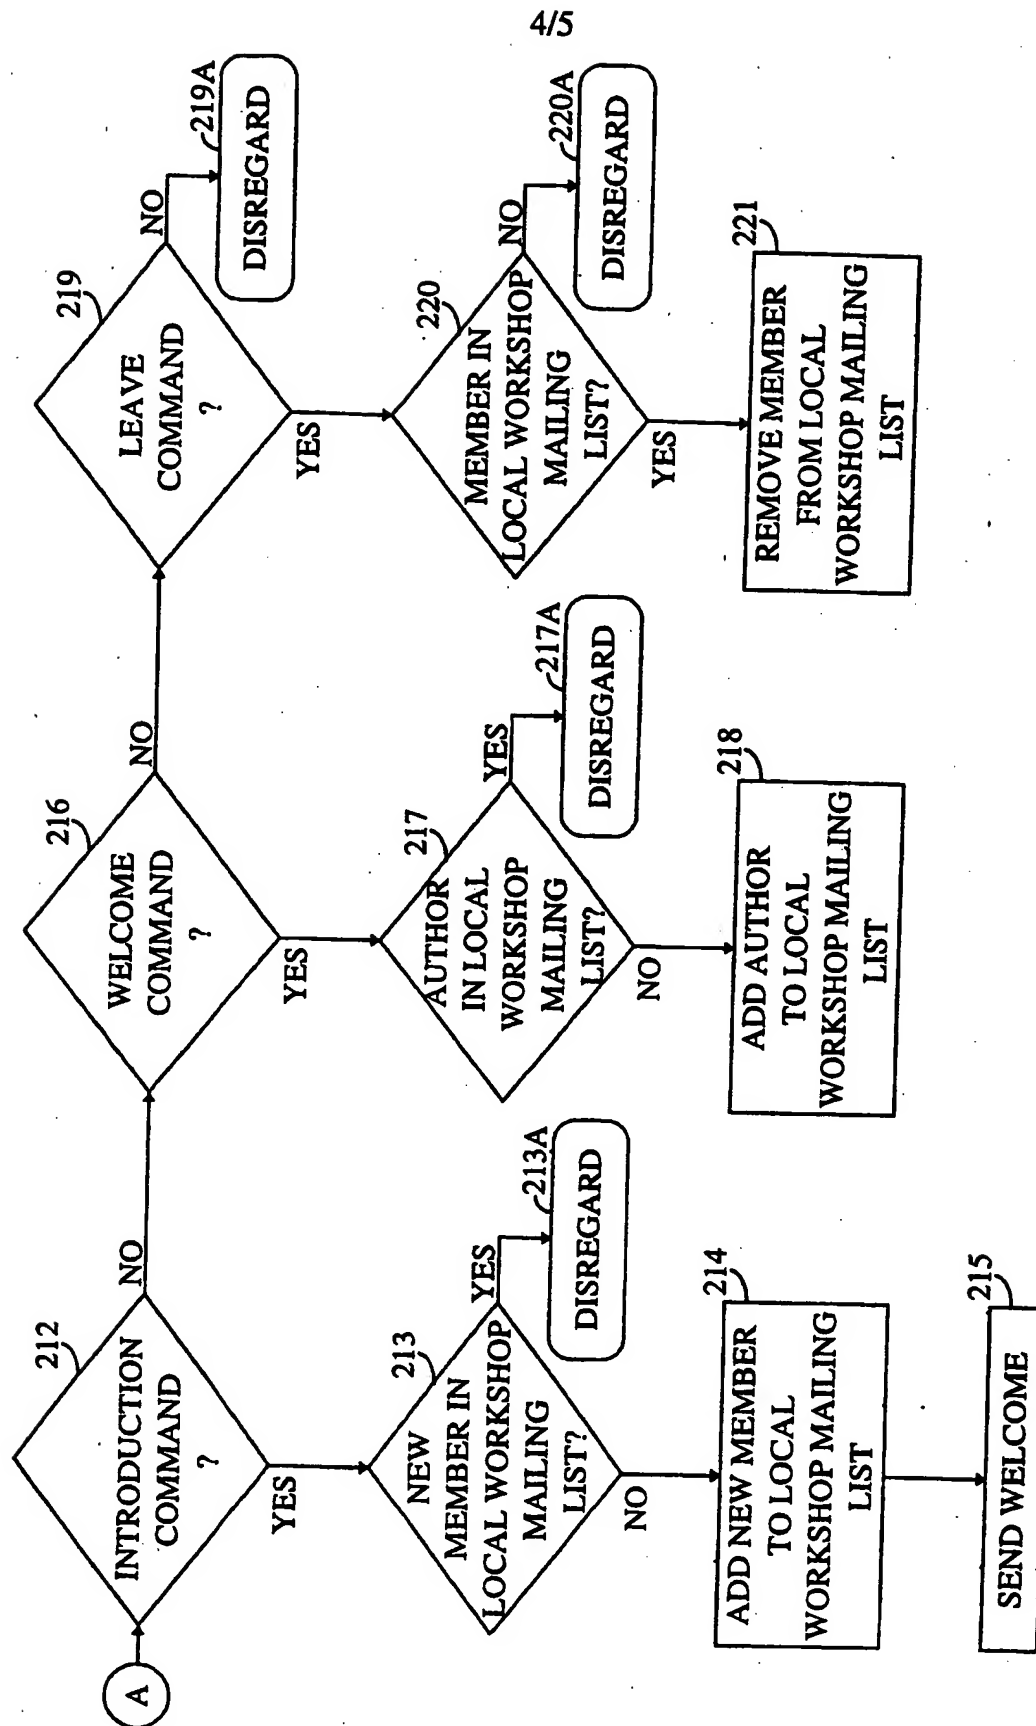 4/5
A
212
INTRODUCTION
COMMAND
?
NO
YES
213
NEW
MEMBER IN
LOCAL WORKSHOP
MAILING
LIST?
YES
213A
DISREGARD
NO
214
ADD NEW MEMBER
TO LOCAL
WORKSHOP MAILING
LIST
215
SEND WELCOME
216
WELCOME
COMMAND
?
NO
YES
217
AUTHOR
IN LOCAL
WORKSHOP
MAILING
LIST?
YES
217A
DISREGARD
NO
218
ADD AUTHOR
TO LOCAL
WORKSHOP MAILING
LIST
219
LEAVE
COMMAND
?
NO
219A
DISREGARD
YES
220
MEMBER IN
LOCAL WORKSHOP
MAILING
LIST?
NO
220A
DISREGARD
YES
221
REMOVE MEMBER
FROM LOCAL
WORKSHOP MAILING
LIST